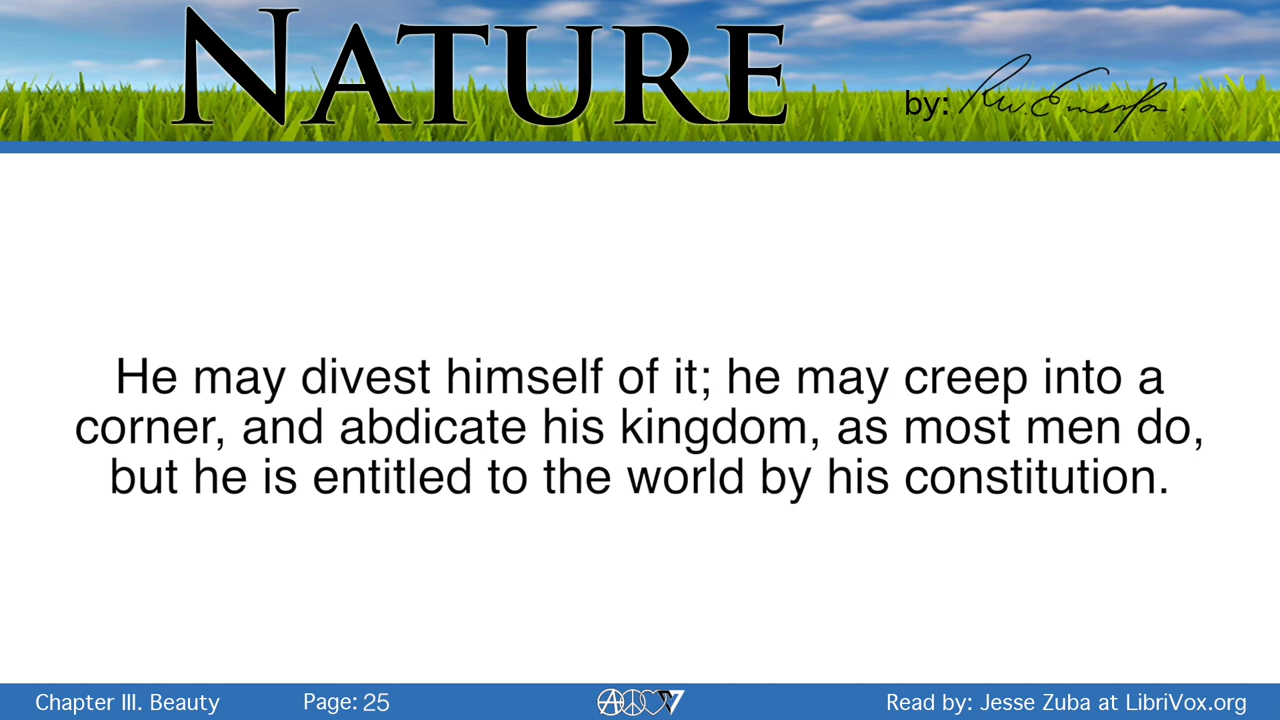 NATURE
by: R.W. Emerson.
He may divest himself of it; he may creep into a
corner, and abdicate his kingdom, as most men do,
but he is entitled to the world by his constitution.
Chapter III. Beauty
Page: 25
Read by: Jesse Zuba at LibriVox.org